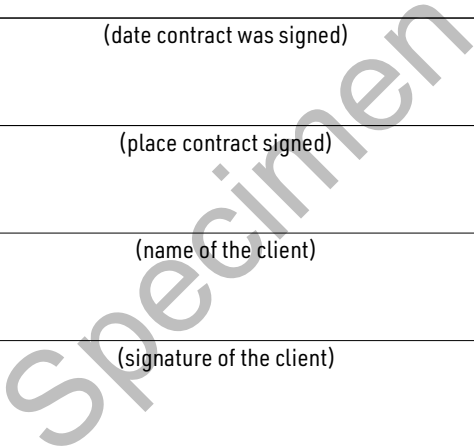 (date contract was signed)
(place contract signed)
(name of the client)
(signature of the client)
Specimen